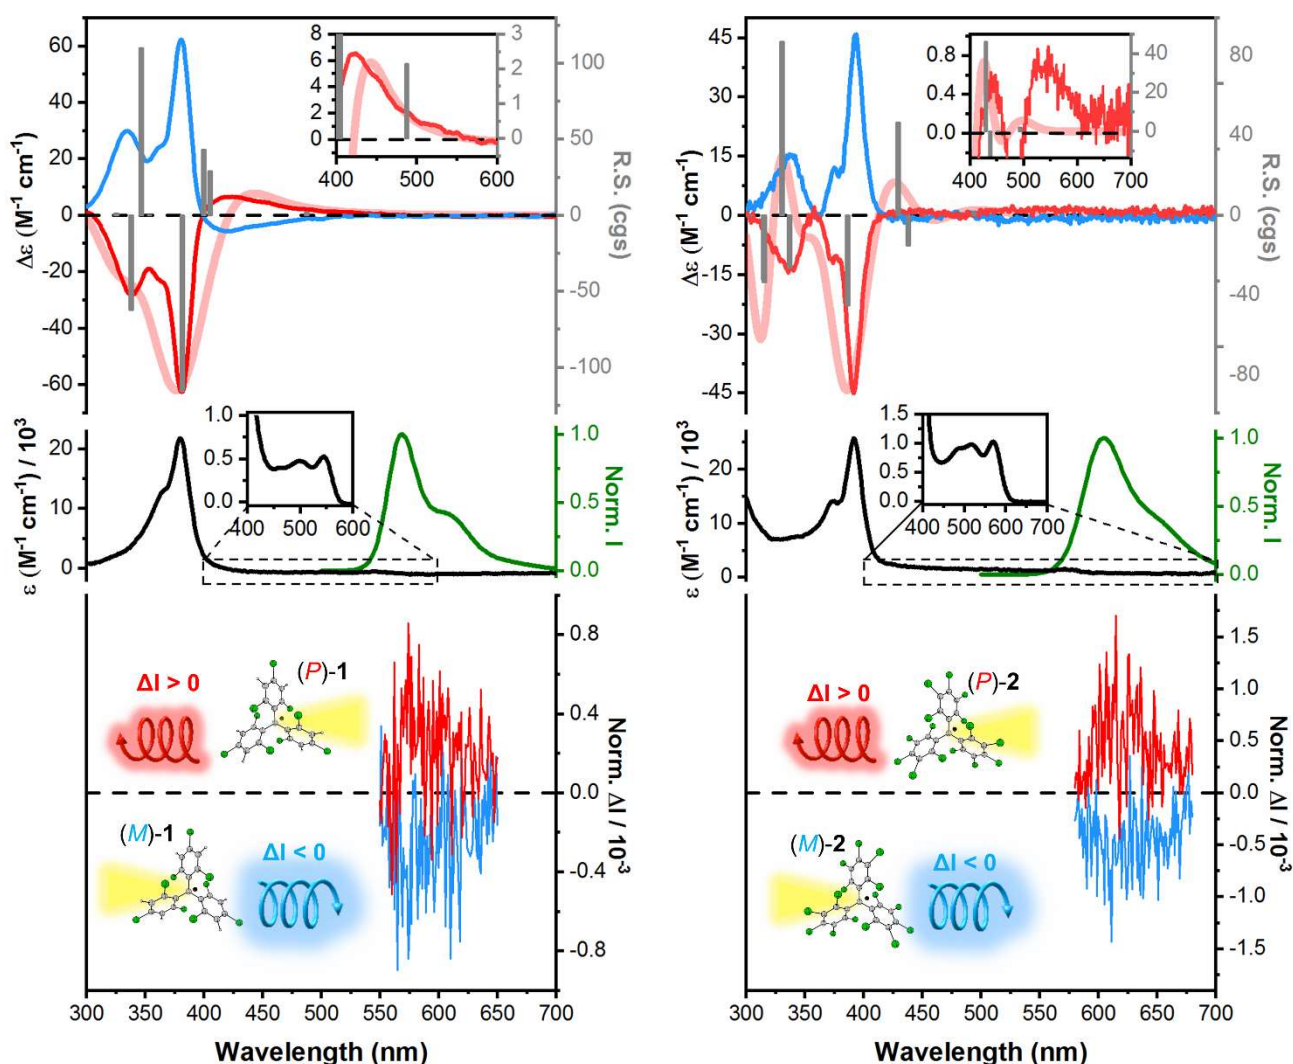 60
40
20
0
-20
-40
-60
Δε (M⁻¹ cm⁻¹)
8
6
4
2
0
3
2
1
0
400 500 600
100
50
0
-50
-100
R.S. (cgs)
20
10
0
ε (M⁻¹ cm⁻¹) / 10³
1.0
0.5
0.0
400 500 600
1.0
0.5
0.0
Norm. I
ΔI > 0
(P)-1
(M)-1
ΔI < 0
0.8
0.4
0.0
-0.4
-0.8
Norm. ΔI / 10⁻³
300 350 400 450 500 550 600 650 700
Wavelength (nm)
45
30
15
0
-15
-30
-45
Δε (M⁻¹ cm⁻¹)
0.8
0.4
0.0
40
20
0
400 500 600 700
80
40
0
-40
-80
R.S. (cgs)
20
10
0
ε (M⁻¹ cm⁻¹) / 10³
1.5
1.0
0.5
0.0
400 500 600 700
1.0
0.5
0.0
Norm. I
ΔI > 0
(P)-2
(M)-2
ΔI < 0
1.5
1.0
0.5
0.0
-0.5
-1.0
-1.5
Norm. ΔI / 10⁻³
300 350 400 450 500 550 600 650 700
Wavelength (nm)